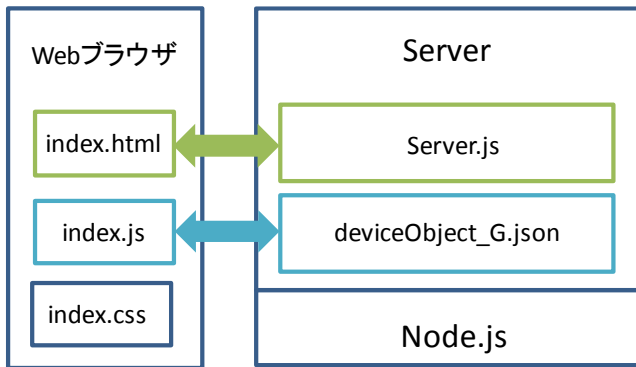 Webブラウザ
index.html
index.js
index.css
Server
Server.js
deviceObject_G.json
Node.js